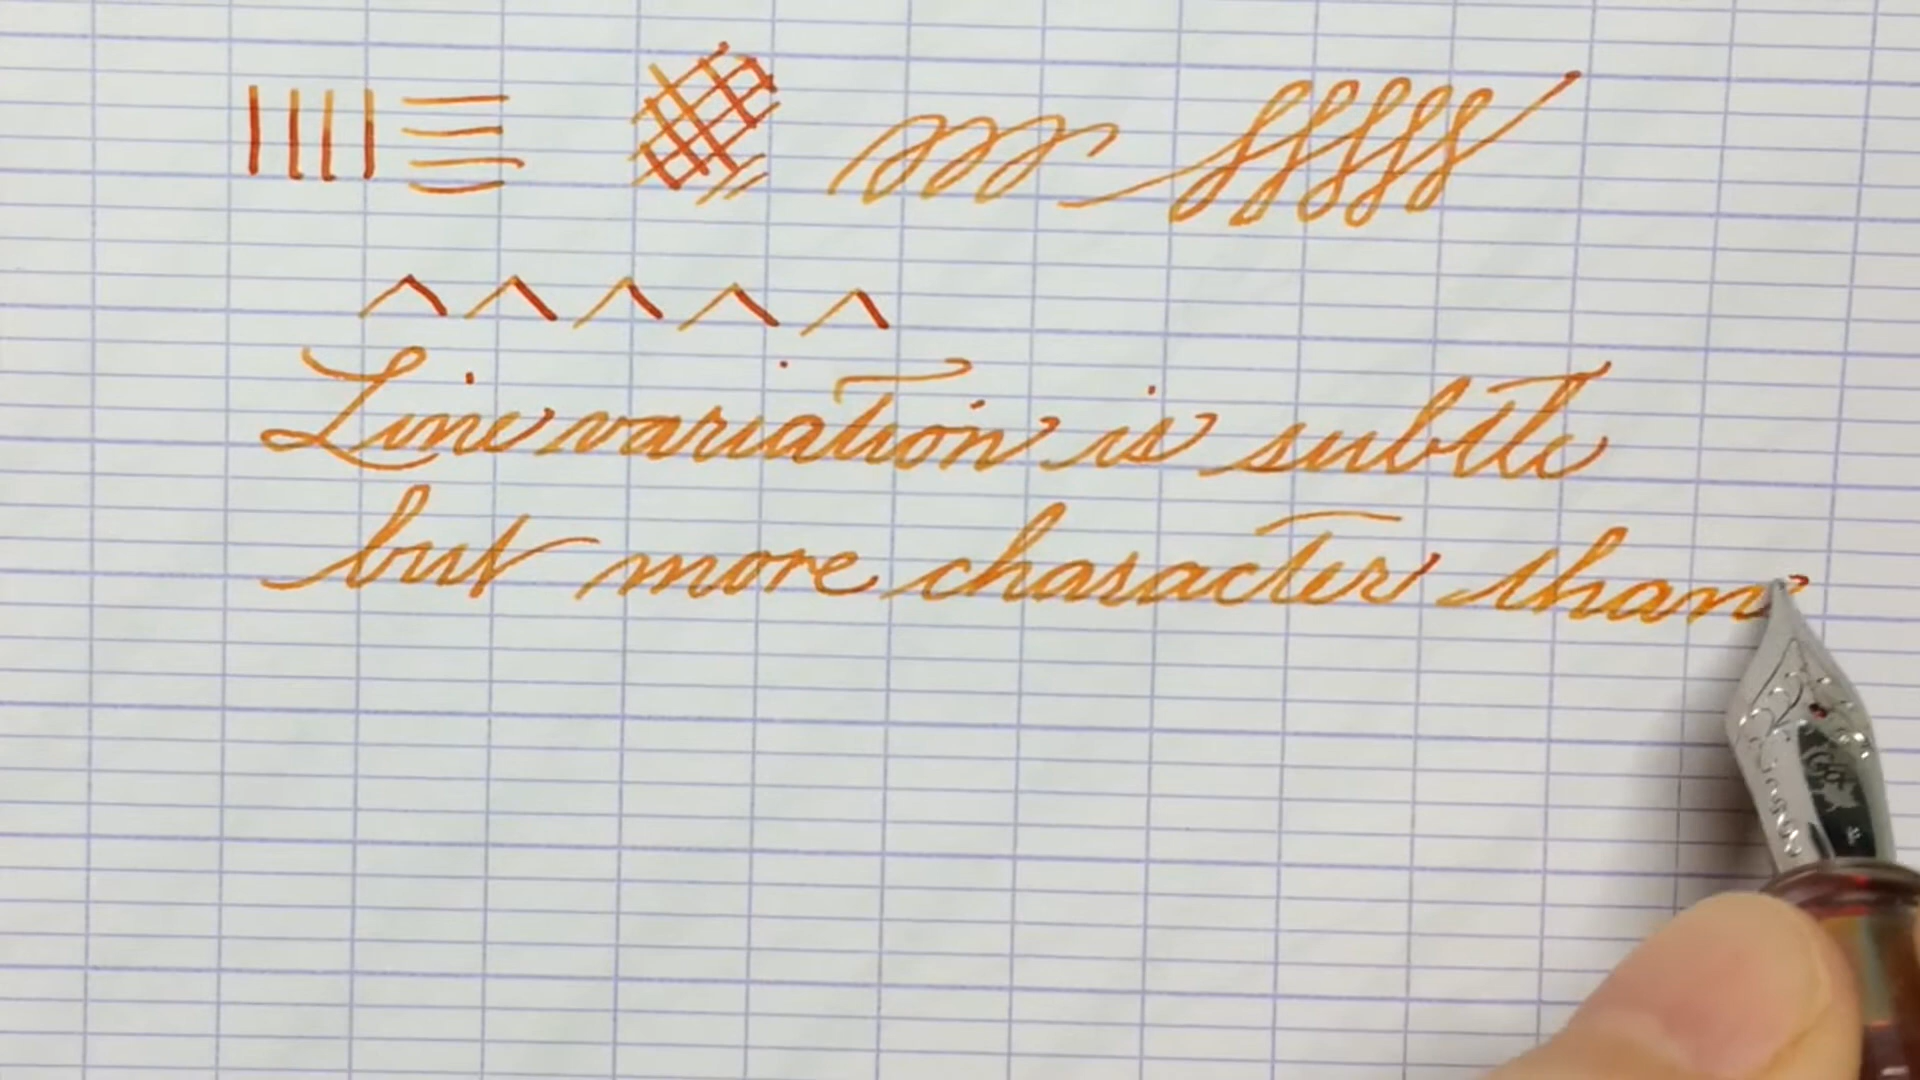 Line variation is subtle
but more character than